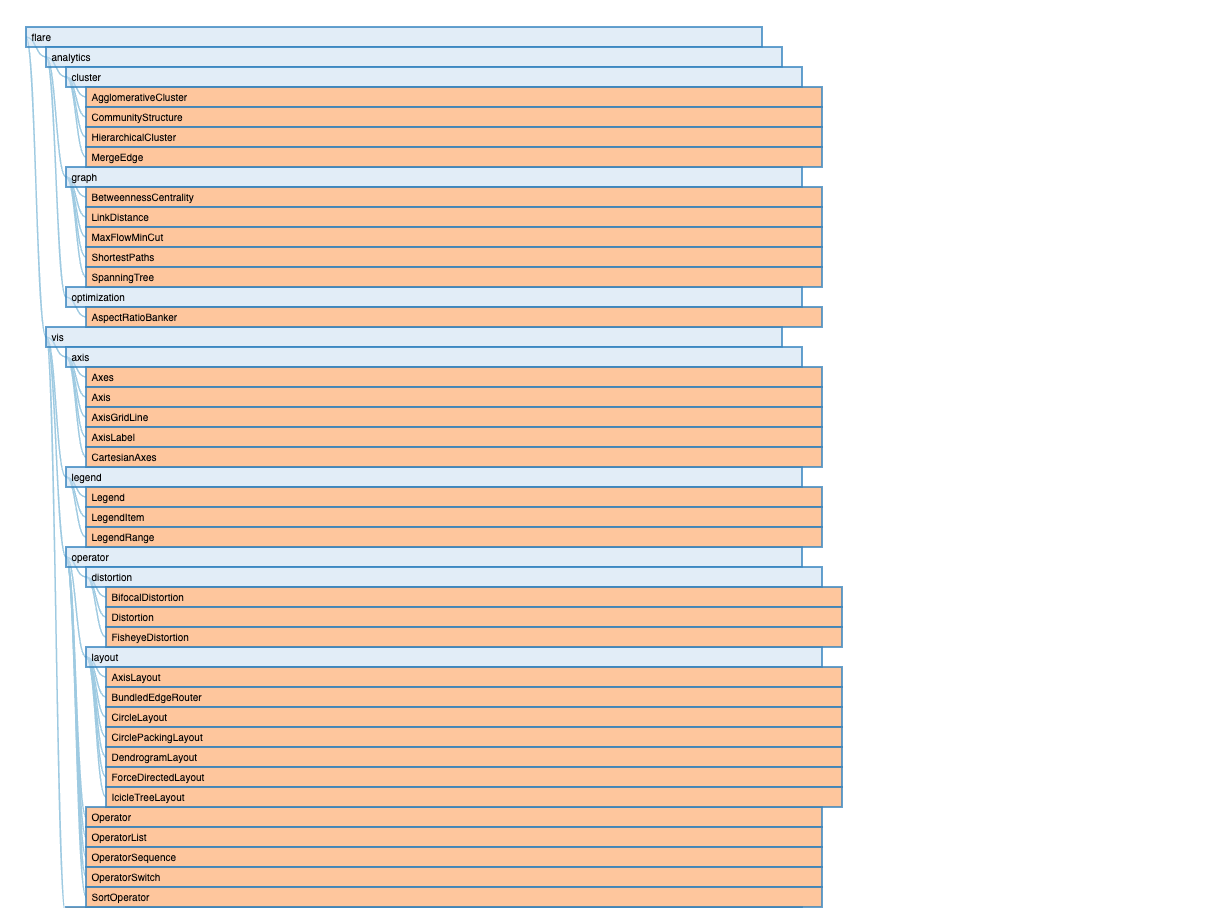 flare
analytics
cluster
AgglomerativeCluster
CommunityStructure
HierarchicalCluster
MergeEdge
graph
BetweennessCentrality
LinkDistance
MaxFlowMinCut
ShortestPaths
SpanningTree
optimization
AspectRatioBanker
vis
axis
Axes
Axis
AxisGridLine
AxisLabel
CartesianAxes
legend
Legend
LegendItem
LegendRange
operator
distortion
BifocalDistortion
Distortion
FisheyeDistortion
layout
AxisLayout
BundledEdgeRouter
CircleLayout
CirclePackingLayout
DendrogramLayout
ForceDirectedLayout
IcicleTreeLayout
Operator
OperatorList
OperatorSequence
OperatorSwitch
SortOperator